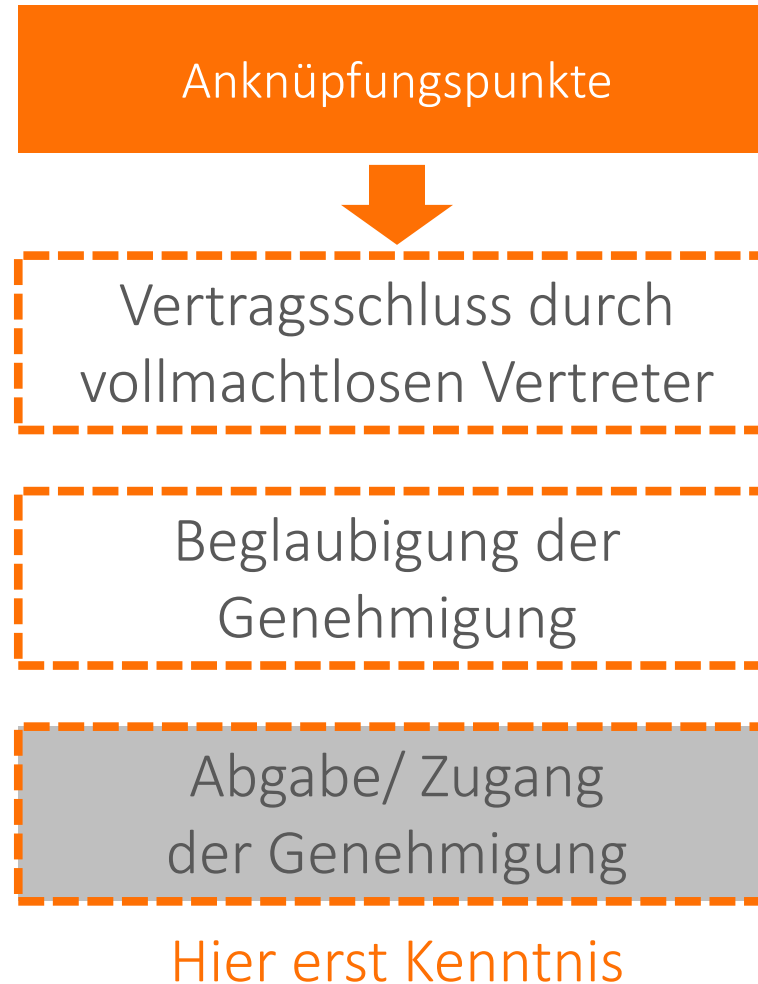 Anknüpfungspunkte
Vertragsschluss durch
vollmachtlosen Vertreter
Beglaubigung der
Genehmigung
Abgabe/ Zugang
der Genehmigung
Hier erst Kenntnis